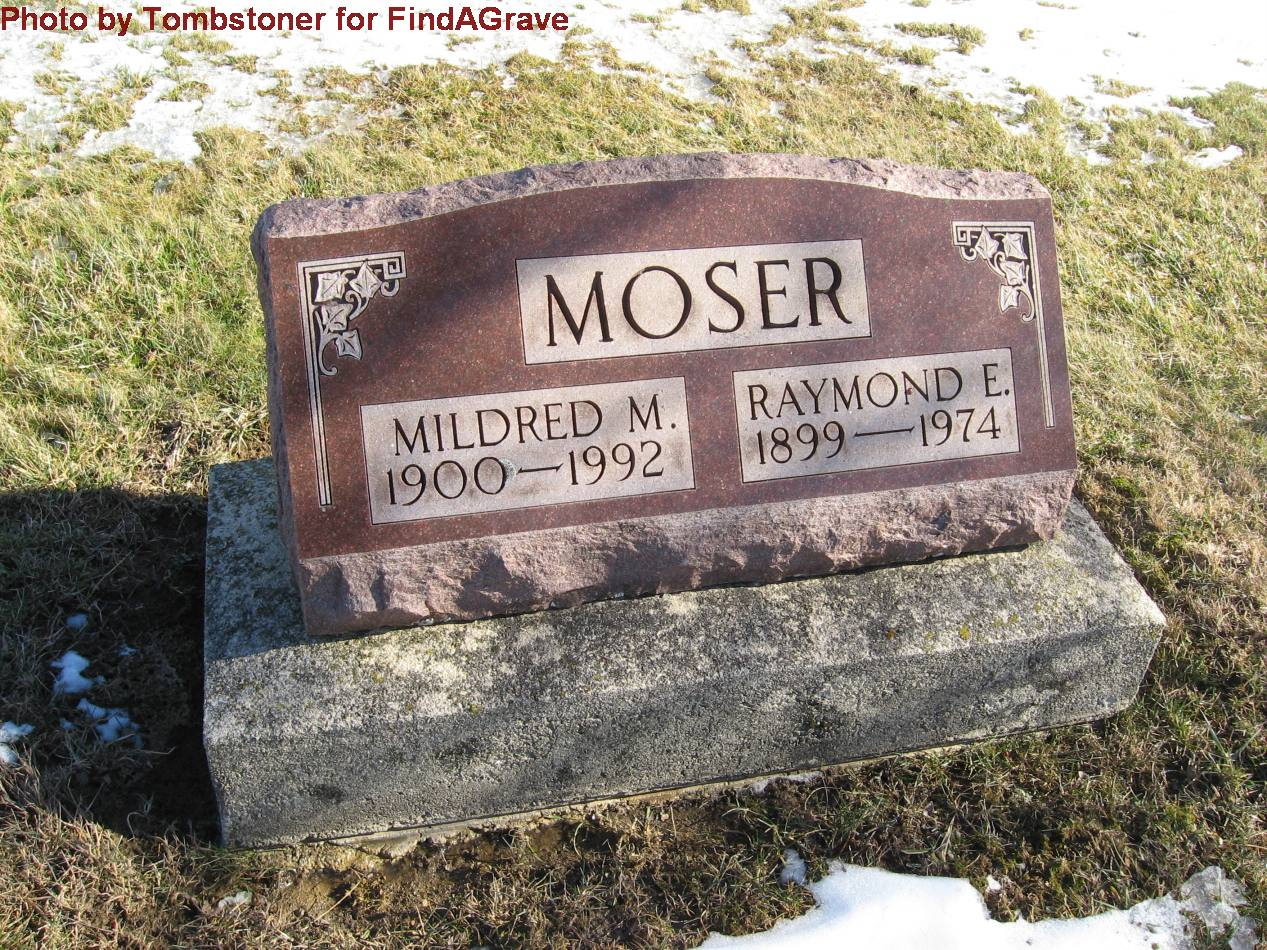 Photo by Tombstoner for FindAGrave
MOSER
MILDRED M.
1900—1992
RAYMOND E.
1899—1974